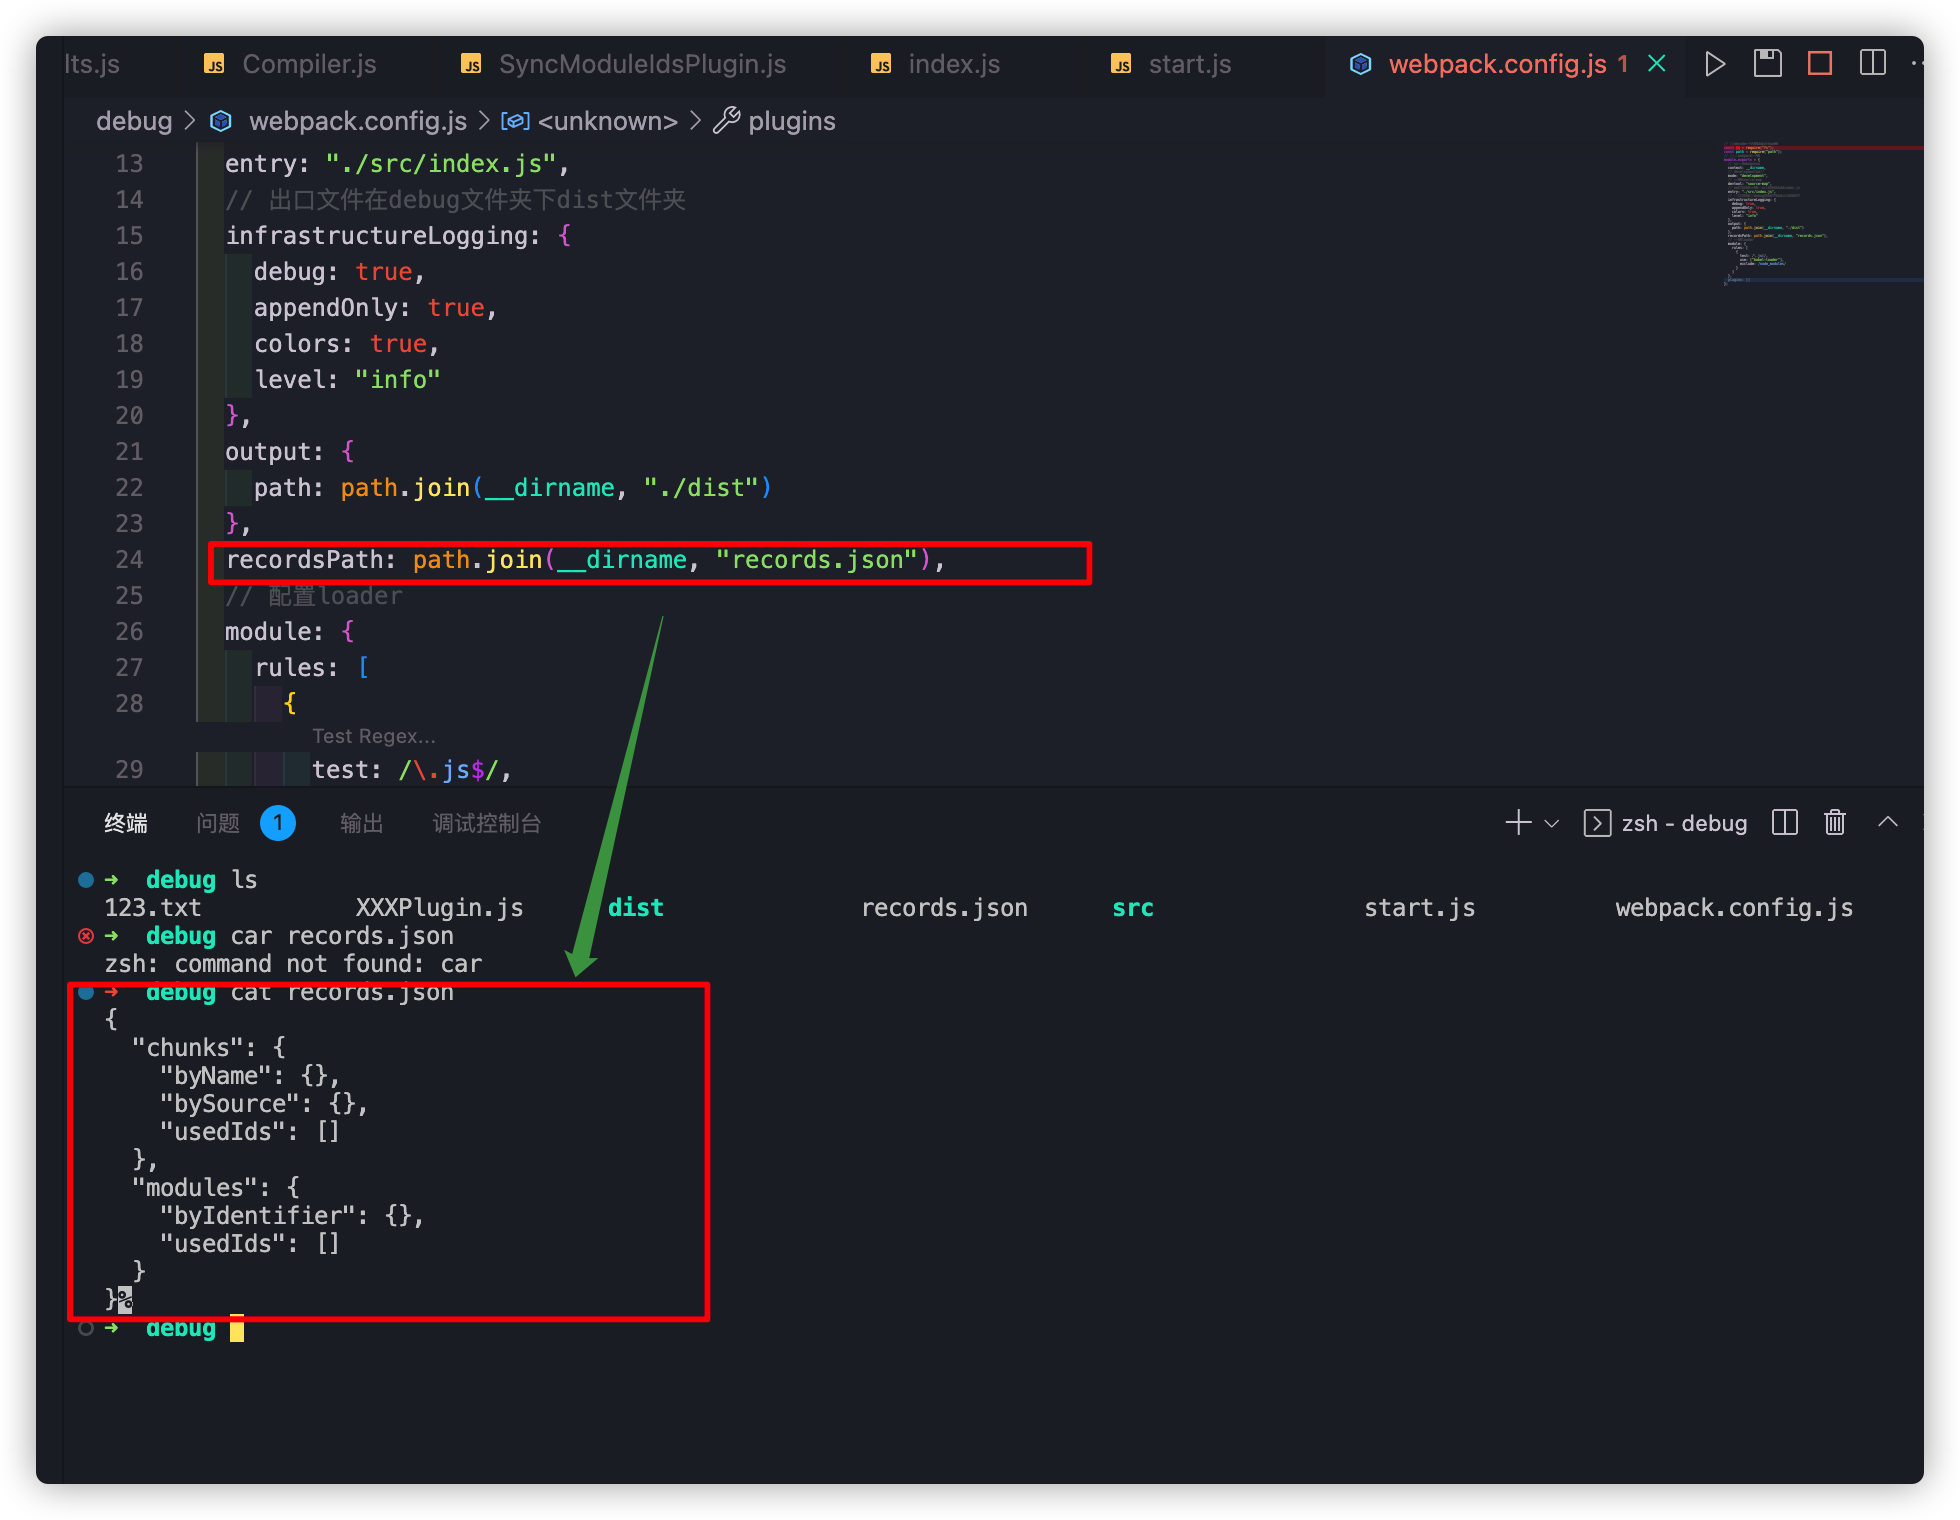 lts.js Compiler.js SyncModuleIdsPlugin.js index.js start.js webpack.config.js 1
debug > webpack.config.js > <unknown> > plugins
13 entry: "./src/index.js",
14 // 出口文件在debug文件夹下dist文件夹
15 infrastructureLogging: {
16 debug: true,
17 appendOnly: true,
18 colors: true,
19 level: "info"
20 },
21 output: {
22 path: path.join(__dirname, "./dist")
23 },
24 recordsPath: path.join(__dirname, "records.json"),
25 // 配置loader
26 module: {
27 rules: [
28 {
Test Regex...
29 test: /\.js$/,
终端 问题 1 输出 调试控制台 zsh - debug
➜ debug ls
123.txt XXXPlugin.js dist records.json src start.js webpack.config.js
➜ debug car records.json
zsh: command not found: car
➜ debug cat records.json
{
"chunks": {
"byName": {},
"bySource": {},
"usedIds": []
},
"modules": {
"byIdentifier": {},
"usedIds": []
}
}%
➜ debug